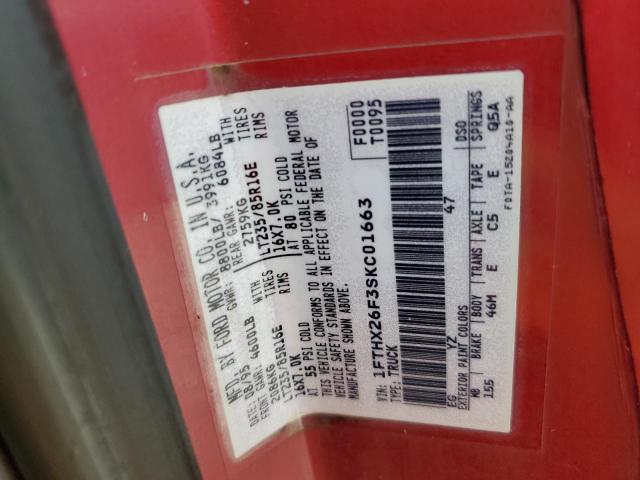 MFD. BY FORD MOTOR CO. IN U.S.A.
DATE: 08/95 GVWR: 8800LB/ 3991KG
FRONT GAWR: 4600LB REAR GAWR: 6084LB
2086KG WITH 2759KG WITH
LT235/85R16E TIRES LT235/85R16E TIRES
16X7.0K RIMS 16X7.0K RIMS
AT 55 PSI COLD AT 80 PSI COLD
THIS VEHICLE CONFORMS TO ALL APPLICABLE FEDERAL MOTOR
VEHICLE SAFETY STANDARDS IN EFFECT ON THE DATE OF
MANUFACTURE SHOWN ABOVE.
VIN: 1FTHX26F3SKC01663 F0000
TYPE: TRUCK T0095
EG YZ 47
EXTERIOR PAINT COLORS DSO
WB BRAKE BODY TRANS AXLE TAPE SPRINGS
155 46M E C5 E Q5A
F0TA-15204A10-AA